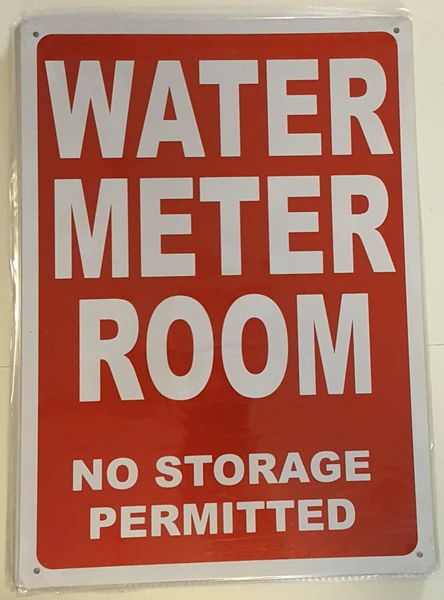 WATER
METER
ROOM
NO STORAGE
PERMITTED